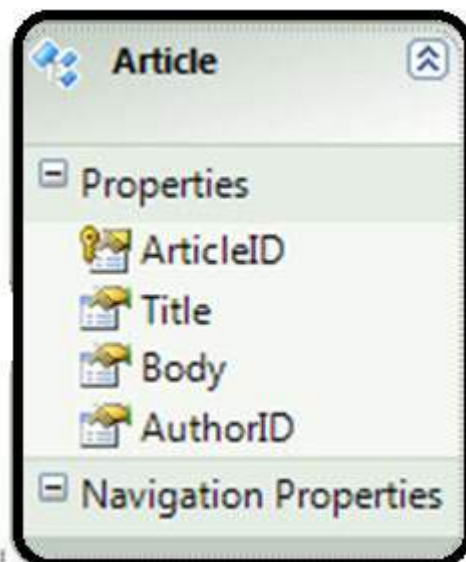 Article
Properties
ArticleID
Title
Body
AuthorID
Navigation Properties